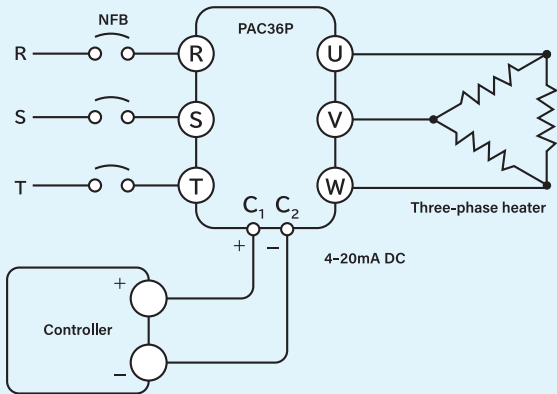 NFB
PAC36P
R
R
U
S
S
V
T
T
W
C1 C2
+
−
4–20mA DC
Three-phase heater
+
Controller
−